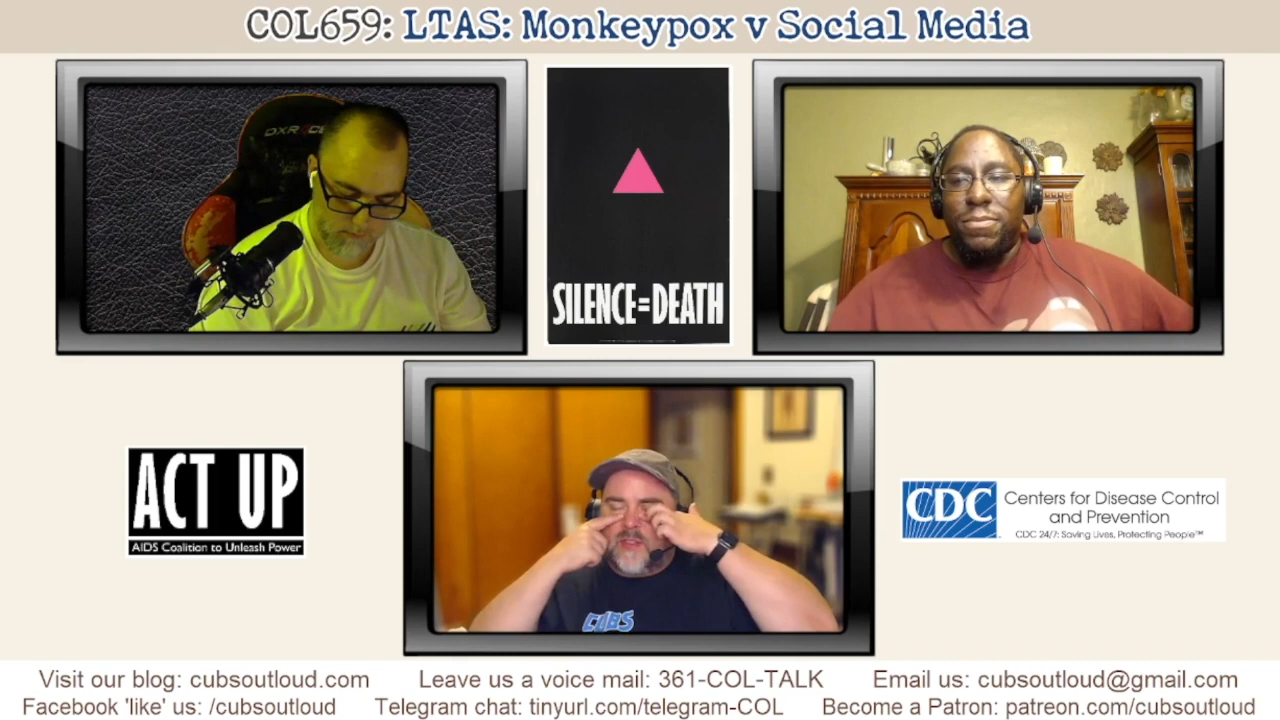 COL659: LTAS: Monkeypox v Social Media
SILENCE=DEATH
ACT UP
AIDS Coalition to Unleash Power
CUBS
CDC
Centers for Disease Control
and Prevention
CDC 24/7: Saving Lives, Protecting People™
Visit our blog: cubsoutloud.com
Leave us a voice mail: 361-COL-TALK
Email us: cubsoutloud@gmail.com
Facebook 'like' us: /cubsoutloud
Telegram chat: tinyurl.com/telegram-COL
Become a Patron: patreon.com/cubsoutloud